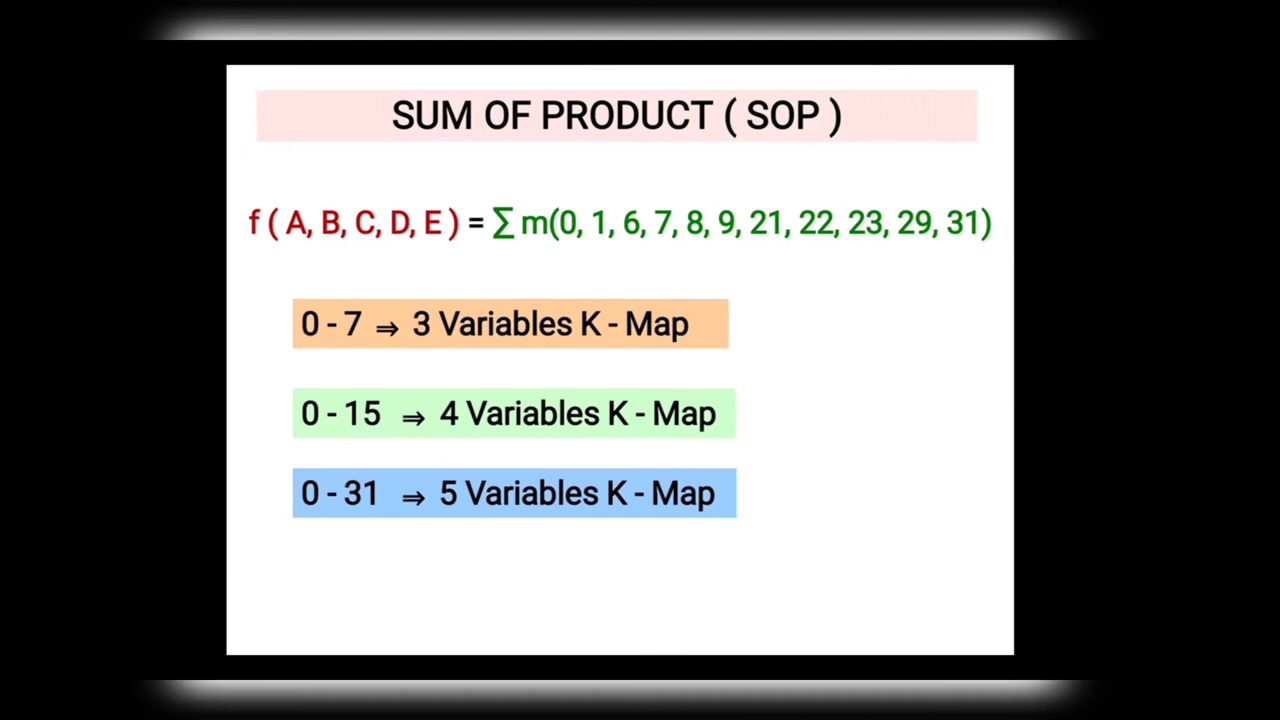 SUM OF PRODUCT ( SOP )
f ( A, B, C, D, E ) = ∑ m(0, 1, 6, 7, 8, 9, 21, 22, 23, 29, 31)
0 - 7 ⇒ 3 Variables K - Map
0 - 15 ⇒ 4 Variables K - Map
0 - 31 ⇒ 5 Variables K - Map